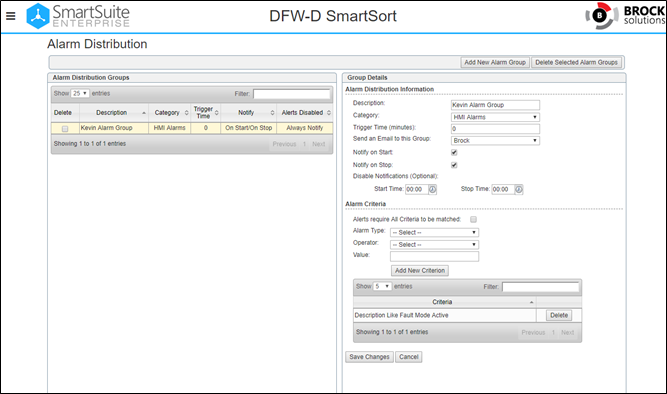 SmartSuite
ENTERPRISE
DFW-D SmartSort
B
BROCK
solutions
Alarm Distribution
Add New Alarm Group
Delete Selected Alarm Groups
Alarm Distribution Groups
Show 25 entries
Filter:
Delete Description Category Trigger Time Notify Alerts Disabled
Kevin Alarm Group HMI Alarms 0 On Start/On Stop Always Notify
Showing 1 to 1 of 1 entries Previous 1 Next
Group Details
Alarm Distribution Information
Description: Kevin Alarm Group
Category: HMI Alarms
Trigger Time (minutes): 0
Send an Email to this Group: Brock
Notify on Start:
Notify on Stop:
Disable Notifications (Optional):
Start Time: 00:00 Stop Time: 00:00
Alarm Criteria
Alerts require All Criteria to be matched:
Alarm Type: -- Select --
Operator: -- Select --
Value:
Add New Criterion
Show 5 entries Filter:
Criteria
Description Like Fault Mode Active Delete
Showing 1 to 1 of 1 entries Previous 1 Next
Save Changes Cancel